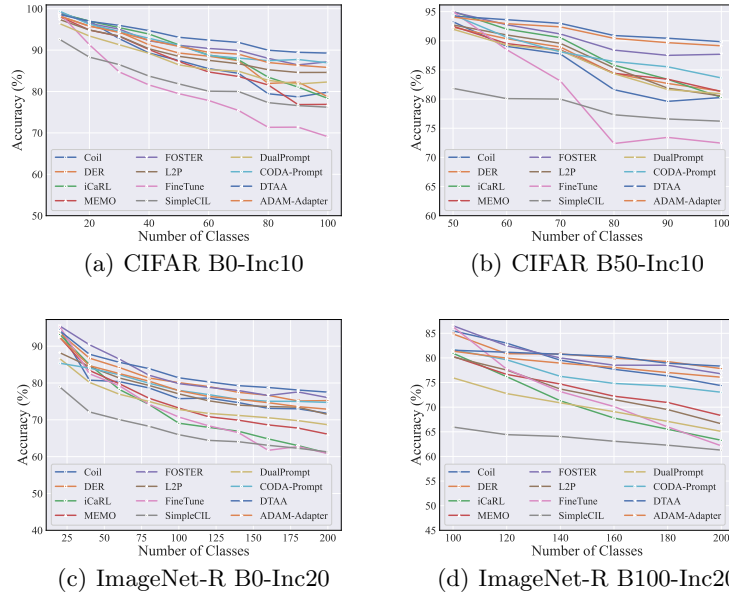 100
90
80
70
60
50
Accuracy (%)
Coil
DER
iCaRL
MEMO
FOSTER
L2P
FineTune
SimpleCIL
DualPrompt
CODA-Prompt
DTAA
ADAM-Adapter
20 40 60 80 100
Number of Classes
(a) CIFAR B0-Inc10
95
90
85
80
75
70
65
60
Accuracy (%)
Coil
DER
iCaRL
MEMO
FOSTER
L2P
FineTune
SimpleCIL
DualPrompt
CODA-Prompt
DTAA
ADAM-Adapter
50 60 70 80 90 100
Number of Classes
(b) CIFAR B50-Inc10
90
80
70
60
50
40
Accuracy (%)
Coil
DER
iCaRL
MEMO
FOSTER
L2P
FineTune
SimpleCIL
DualPrompt
CODA-Prompt
DTAA
ADAM-Adapter
25 50 75 100 125 150 175 200
Number of Classes
(c) ImageNet-R B0-Inc20
85
80
75
70
65
60
55
50
45
Accuracy (%)
Coil
DER
iCaRL
MEMO
FOSTER
L2P
FineTune
SimpleCIL
DualPrompt
CODA-Prompt
DTAA
ADAM-Adapter
100 120 140 160 180 200
Number of Classes
(d) ImageNet-R B100-Inc20